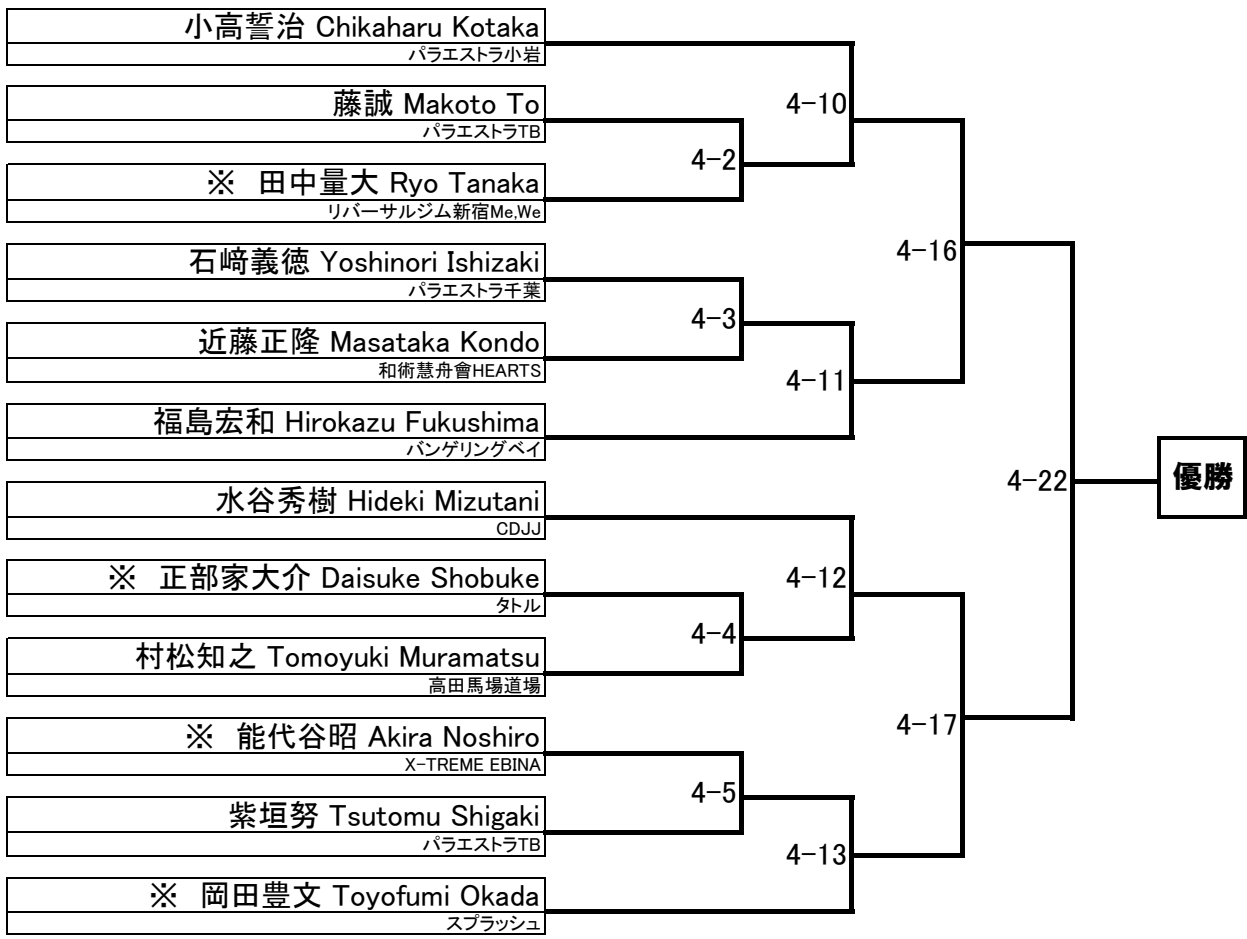 小高誓治 Chikaharu Kotaka
パラエストラ小岩
藤誠 Makoto To
パラエストラTB
※ 田中量大 Ryo Tanaka
リバーサルジム新宿Me,We
石﨑義徳 Yoshinori Ishizaki
パラエストラ千葉
近藤正隆 Masataka Kondo
和術慧舟會HEARTS
福島宏和 Hirokazu Fukushima
バンゲリングベイ
水谷秀樹 Hideki Mizutani
CDJJ
※ 正部家大介 Daisuke Shobuke
タトル
村松知之 Tomoyuki Muramatsu
高田馬場道場
※ 能代谷昭 Akira Noshiro
X-TREME EBINA
紫垣努 Tsutomu Shigaki
パラエストラTB
※ 岡田豊文 Toyofumi Okada
スプラッシュ
4-2
4-3
4-4
4-5
4-10
4-11
4-12
4-13
4-16
4-17
4-22
優勝